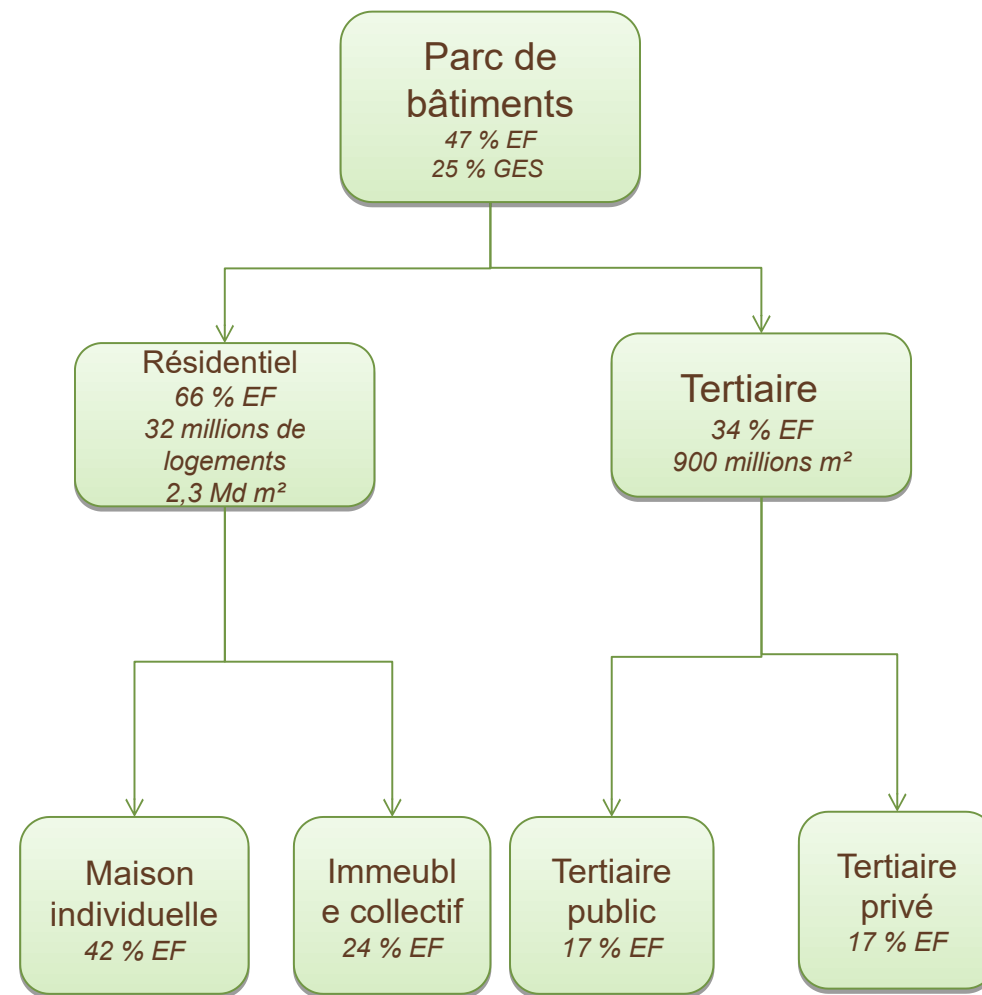 Parc de
bâtiments
47 % EF
25 % GES
Résidentiel
66 % EF
32 millions de
logements
2,3 Md m²
Tertiaire
34 % EF
900 millions m²
Maison
individuelle
42 % EF
Immeubl
e collectif
24 % EF
Tertiaire
public
17 % EF
Tertiaire
privé
17 % EF